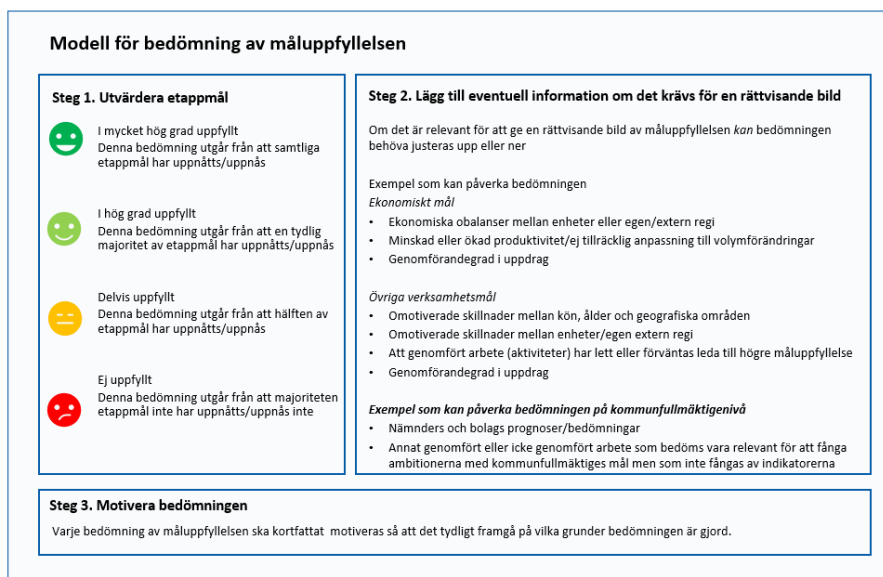 Modell för bedömning av måluppfyllelsen
Steg 1. Utvärdera etappmål
I mycket hög grad uppfyllt
Denna bedömning utgår från att samtliga
etappmål har uppnåtts/uppnås
I hög grad uppfyllt
Denna bedömning utgår från att en tydlig
majoritet av etappmål har uppnåtts/uppnås
Delvis uppfyllt
Denna bedömning utgår från att hälften av
etappmål har uppnåtts/uppnås
Ej uppfyllt
Denna bedömning utgår från att majoriteten
etappmål inte har uppnåtts/uppnås inte
Steg 2. Lägg till eventuell information om det krävs för en rättvisande bild
Om det är relevant för att ge en rättvisande bild av måluppfyllelsen kan bedömningen
behöva justeras upp eller ner
Exempel som kan påverka bedömningen
Ekonomiskt mål
• Ekonomiska obalanser mellan enheter eller egen/extern regi
• Minskad eller ökad produktivitet/ej tillräcklig anpassning till volymförändringar
• Genomförandegrad i uppdrag
Övriga verksamhetsmål
• Omotiverade skillnader mellan kön, ålder och geografiska områden
• Omotiverade skillnader mellan enheter/egen extern regi
• Att genomfört arbete (aktiviteter) har lett eller förväntas leda till högre måluppfyllelse
• Genomförandegrad i uppdrag
Exempel som kan påverka bedömningen på kommunfullmäktigenivå
• Nämnders och bolags prognoser/bedömningar
• Annat genomfört eller icke genomfört arbete som bedöms vara relevant för att fånga
ambitionerna med kommunfullmäktiges mål men som inte fångas av indikatorerna
Steg 3. Motivera bedömningen
Varje bedömning av måluppfyllelsen ska kortfattat motiveras så att det tydligt framgå på vilka grunder bedömningen är gjord.